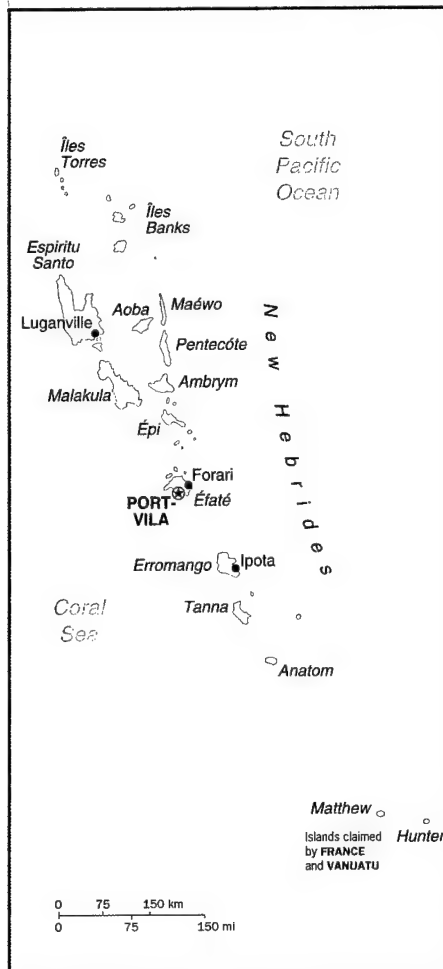 Îles
Torres
South
Pacific
Ocean
Îles
Banks
Espiritu
Santo
Aoba
Maéwo
Luganville
Pentecóte
Malakula
Ambrym
Épi
New Hebrides
Forari
PORT-
VILA
Éfaté
Erromango
Ipota
Coral
Sea
Tanna
Anatom
Matthew
Hunter
Islands claimed
by FRANCE
and VANUATU
0 75 150 km
0 75 150 mi